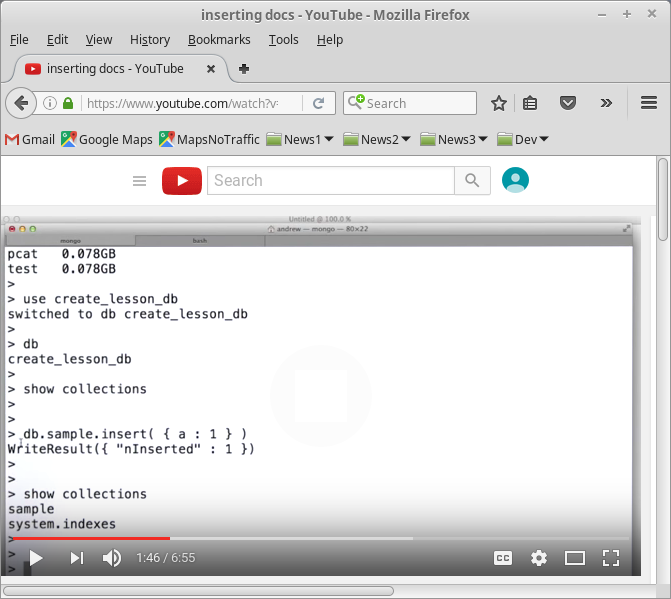 inserting docs - YouTube - Mozilla Firefox
File Edit View History Bookmarks Tools Help
inserting docs - YouTube
https://www.youtube.com/watch?v= Search
Gmail Google Maps MapsNoTraffic News1 News2 News3 Dev
Search
Untitled @ 100.0 %
andrew — mongo — 80×22
mongo bash
pcat 0.078GB
test 0.078GB
>
> use create_lesson_db
switched to db create_lesson_db
>
> db
create_lesson_db
>
> show collections
>
>
> db.sample.insert( { a : 1 } )
WriteResult({ "nInserted" : 1 })
>
>
> show collections
sample
system.indexes
>
>
>
1:46 / 6:55 CC